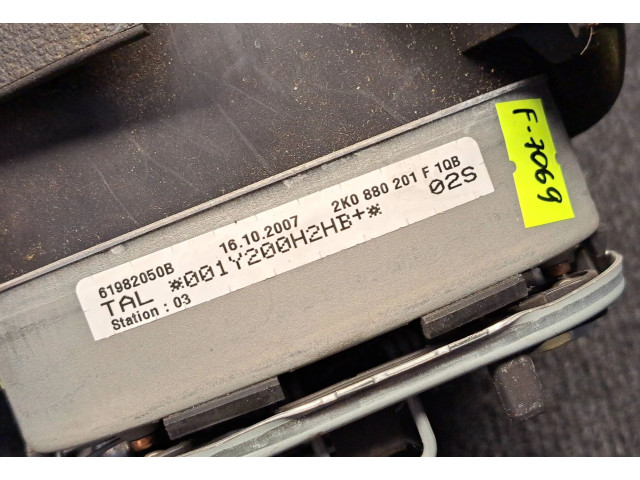 61982050B 16.10.2007 2K0 880 201 F 1QB
TAL *001Y200H2HB+* 02S
Station : 03
F-7069